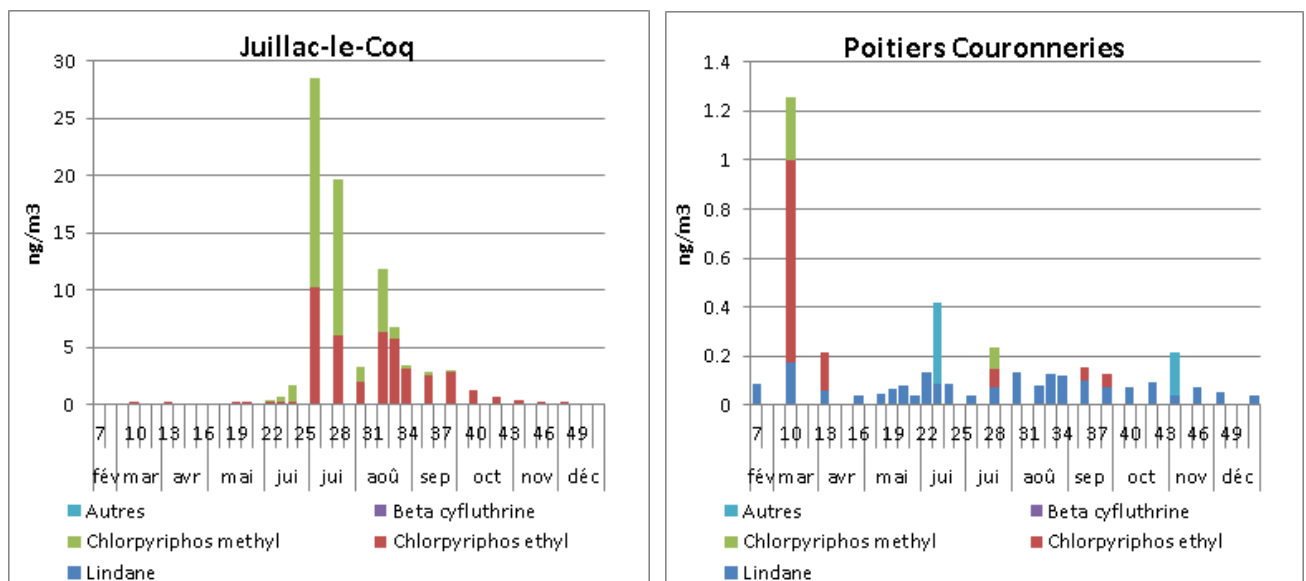 Juillac-le-Coq
30
25
20
15
10
5
0
ng/m3
7 10 13 16 19 22 25 28 31 34 37 40 43 46 49
fév mar avr mai jui jui aoû sep oct nov déc
Autres Beta cyfluthrine
Chlorpyriphos methyl Chlorpyriphos ethyl
Lindane
Poitiers Couronneries
1.4
1.2
1
0.8
0.6
0.4
0.2
0
ng/m3
7 10 13 16 19 22 25 28 31 34 37 40 43 46 49
fév mar avr mai jui jui aoû sep oct nov déc
Autres Beta cyfluthrine
Chlorpyriphos methyl Chlorpyriphos ethyl
Lindane